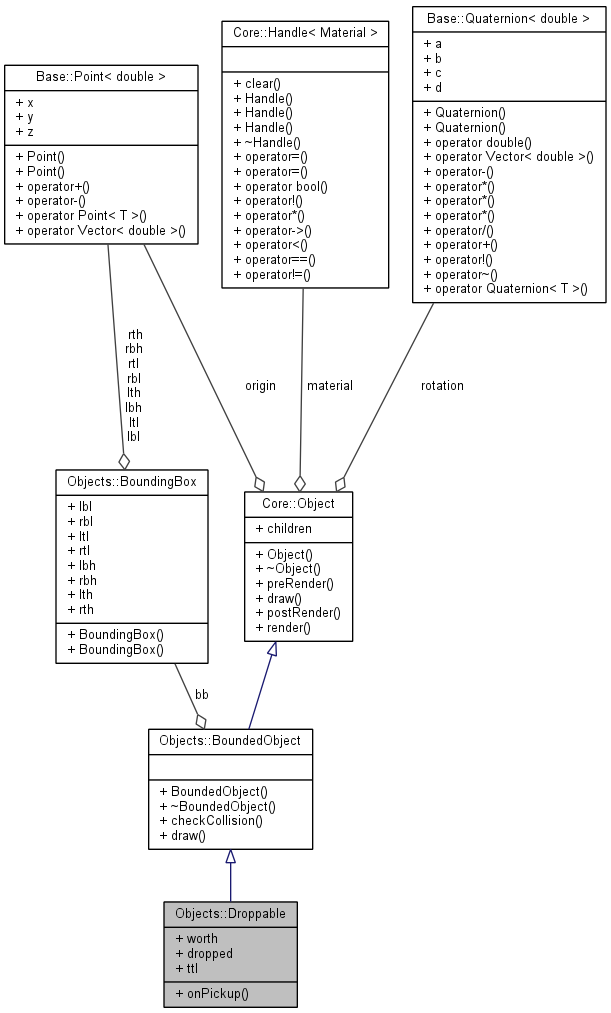 Base::Point< double >
+ x
+ y
+ z
+ Point()
+ Point()
+ operator+()
+ operator-()
+ operator Point< T >()
+ operator Vector< double >()
Core::Handle< Material >
+ clear()
+ Handle()
+ Handle()
+ Handle()
+ ~Handle()
+ operator=()
+ operator=()
+ operator bool()
+ operator!()
+ operator*()
+ operator->()
+ operator<()
+ operator==()
+ operator!=()
Base::Quaternion< double >
+ a
+ b
+ c
+ d
+ Quaternion()
+ Quaternion()
+ operator double()
+ operator Vector< double >()
+ operator-()
+ operator*()
+ operator*()
+ operator*()
+ operator/()
+ operator+()
+ operator!()
+ operator~()
+ operator Quaternion< T >()
rth
rbh
rtl
rbl
lth
lbh
ltl
lbl
origin
material
rotation
Objects::BoundingBox
+ lbl
+ rbl
+ ltl
+ rtl
+ lbh
+ rbh
+ lth
+ rth
+ BoundingBox()
+ BoundingBox()
Core::Object
+ children
+ Object()
+ ~Object()
+ preRender()
+ draw()
+ postRender()
+ render()
bb
Objects::BoundedObject
+ BoundedObject()
+ ~BoundedObject()
+ checkCollision()
+ draw()
Objects::Droppable
+ worth
+ dropped
+ ttl
+ onPickup()